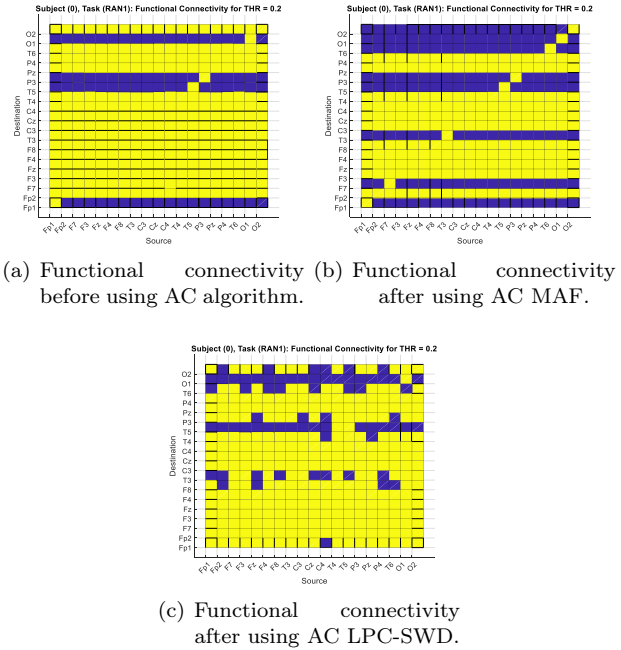 Subject (0), Task (RAN1): Functional Connectivity for THR = 0.2
O2
O1
T6
P4
Pz
P3
T5
T4
C4
Cz
C3
T3
F8
F4
Fz
F3
F7
Fp2
Fp1
Destination
Fp1 Fp2 F7 F3 Fz F4 F8 T3 C3 Cz C4 T4 T5 P3 Pz P4 T6 O1 O2
Source
(a) Functional connectivity before using AC algorithm.
Subject (0), Task (RAN1): Functional Connectivity for THR = 0.2
O2
O1
T6
P4
Pz
P3
T5
T4
C4
Cz
C3
T3
F8
F4
Fz
F3
F7
Fp2
Fp1
Destination
Fp1 Fp2 F7 F3 Fz F4 F8 T3 C3 Cz C4 T4 T5 P3 Pz P4 T6 O1 O2
Source
(b) Functional connectivity after using AC MAF.
Subject (0), Task (RAN1): Functional Connectivity for THR = 0.2
O2
O1
T6
P4
Pz
P3
T5
T4
C4
Cz
C3
T3
F8
F4
Fz
F3
F7
Fp2
Fp1
Destination
Fp1 Fp2 F7 F3 Fz F4 F8 T3 C3 Cz C4 T4 T5 P3 Pz P4 T6 O1 O2
Source
(c) Functional connectivity after using AC LPC-SWD.